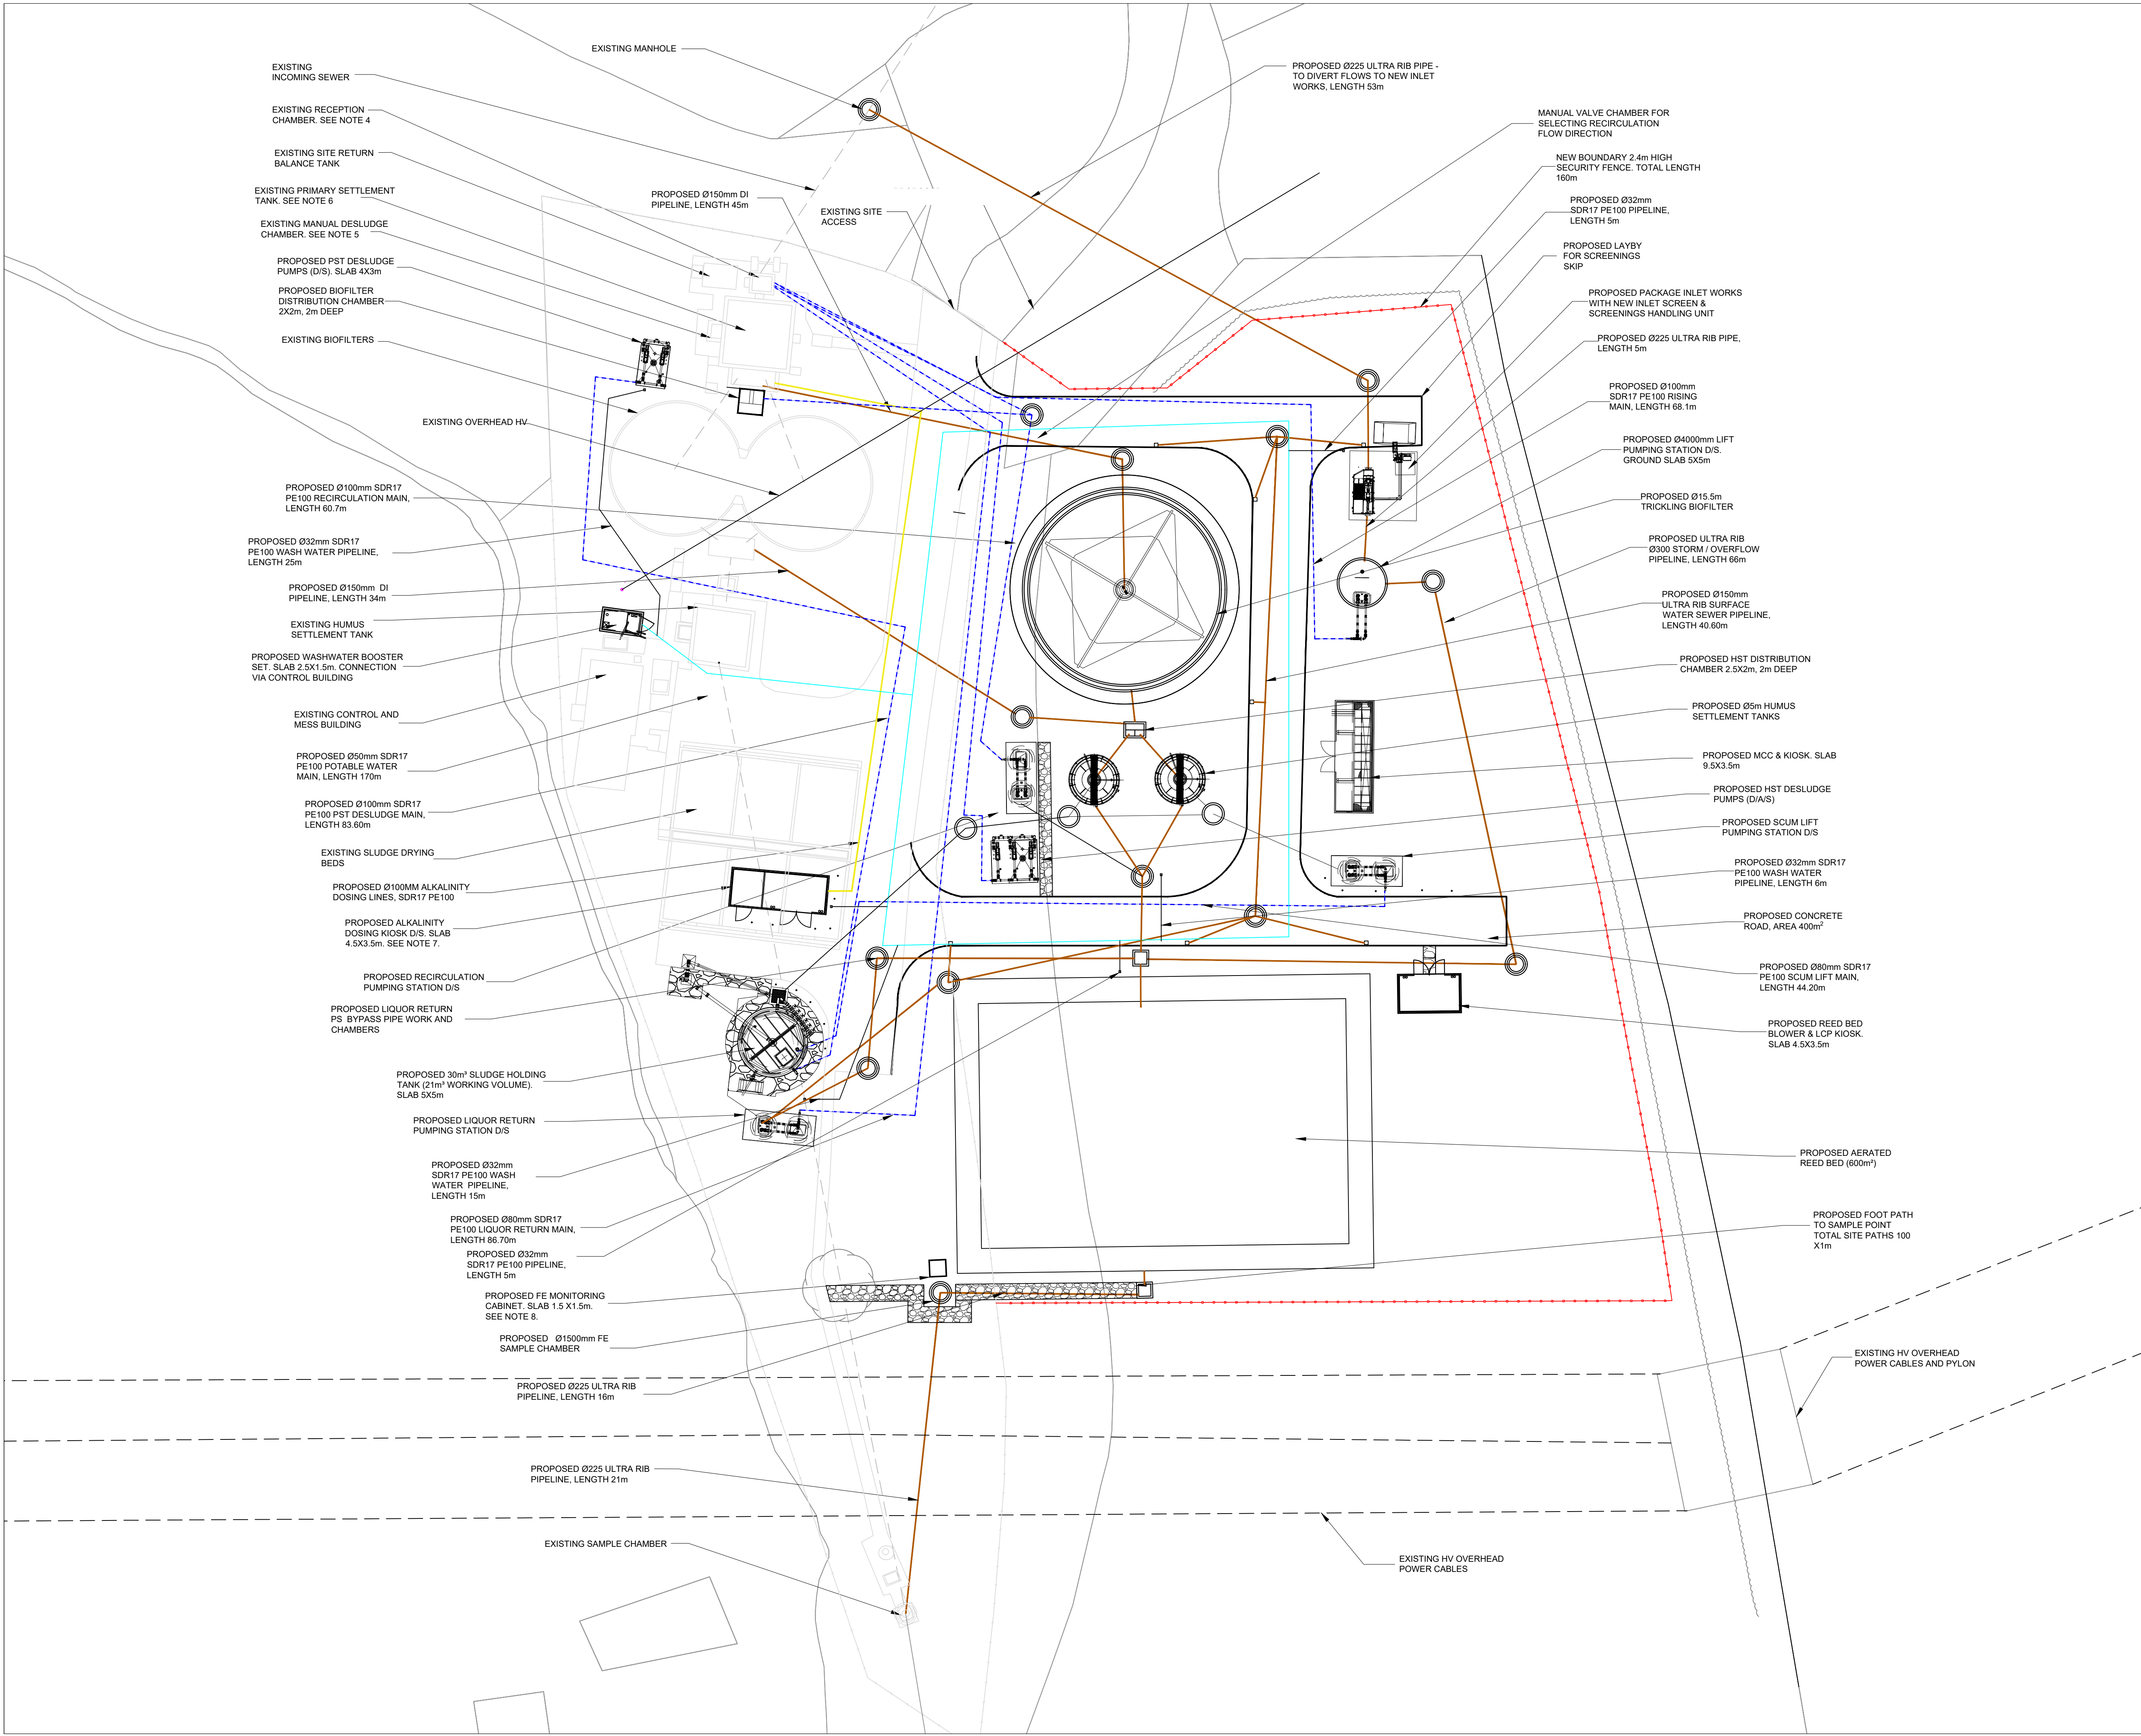 EXISTING MANHOLE
EXISTING
INCOMING SEWER
EXISTING RECEPTION
CHAMBER. SEE NOTE 4
EXISTING SITE RETURN
BALANCE TANK
EXISTING PRIMARY SETTLEMENT
TANK. SEE NOTE 6
EXISTING MANUAL DESLUDGE
CHAMBER. SEE NOTE 5
PROPOSED PST DESLUDGE
PUMPS (D/S). SLAB 4X3m
PROPOSED BIOFILTER
DISTRIBUTION CHAMBER
2X2m, 2m DEEP
EXISTING BIOFILTERS
EXISTING OVERHEAD HV
PROPOSED Ø100mm SDR17
PE100 RECIRCULATION MAIN,
LENGTH 60.7m
PROPOSED Ø32mm SDR17
PE100 WASH WATER PIPELINE,
LENGTH 25m
PROPOSED Ø150mm  DI
PIPELINE, LENGTH 34m
EXISTING HUMUS
SETTLEMENT TANK
PROPOSED WASHWATER BOOSTER
SET. SLAB 2.5X1.5m. CONNECTION
VIA CONTROL BUILDING
EXISTING CONTROL AND
MESS BUILDING
PROPOSED Ø50mm SDR17
PE100 POTABLE WATER
MAIN, LENGTH 170m
PROPOSED Ø100mm SDR17
PE100 PST DESLUDGE MAIN,
LENGTH 83.60m
EXISTING SLUDGE DRYING
BEDS
PROPOSED Ø100MM ALKALINITY
DOSING LINES, SDR17 PE100
PROPOSED ALKALINITY
DOSING KIOSK D/S. SLAB
4.5X3.5m. SEE NOTE 7.
PROPOSED RECIRCULATION
PUMPING STATION D/S
PROPOSED LIQUOR RETURN
PS  BYPASS PIPE WORK AND
CHAMBERS
PROPOSED 30m³ SLUDGE HOLDING
TANK (21m³ WORKING VOLUME).
SLAB 5X5m
PROPOSED LIQUOR RETURN
PUMPING STATION D/S
PROPOSED Ø32mm
SDR17 PE100 WASH
WATER  PIPELINE,
LENGTH 15m
PROPOSED Ø80mm SDR17
PE100 LIQUOR RETURN MAIN,
LENGTH 86.70m
PROPOSED Ø32mm
SDR17 PE100 PIPELINE,
LENGTH 5m
PROPOSED FE MONITORING
CABINET. SLAB 1.5 X1.5m.
SEE NOTE 8.
PROPOSED   Ø1500mm FE
SAMPLE CHAMBER
PROPOSED Ø225 ULTRA RIB
PIPELINE, LENGTH 16m
PROPOSED Ø225 ULTRA RIB
PIPELINE, LENGTH 21m
EXISTING SAMPLE CHAMBER
PROPOSED Ø150mm DI
PIPELINE, LENGTH 45m
EXISTING SITE
ACCESS
PROPOSED Ø225 ULTRA RIB PIPE -
TO DIVERT FLOWS TO NEW INLET
WORKS, LENGTH 53m
MANUAL VALVE CHAMBER FOR
SELECTING RECIRCULATION
FLOW DIRECTION
NEW BOUNDARY 2.4m HIGH
SECURITY FENCE. TOTAL LENGTH
160m
PROPOSED Ø32mm
SDR17 PE100 PIPELINE,
LENGTH 5m
PROPOSED LAYBY
FOR SCREENINGS
SKIP
PROPOSED PACKAGE INLET WORKS
WITH NEW INLET SCREEN &
SCREENINGS HANDLING UNIT
PROPOSED Ø225 ULTRA RIB PIPE,
LENGTH 5m
PROPOSED Ø100mm
SDR17 PE100 RISING
MAIN, LENGTH 68.1m
PROPOSED Ø4000mm LIFT
PUMPING STATION D/S.
GROUND SLAB 5X5m
PROPOSED Ø15.5m
TRICKLING BIOFILTER
PROPOSED ULTRA RIB
Ø300 STORM / OVERFLOW
PIPELINE, LENGTH 66m
PROPOSED Ø150mm
ULTRA RIB SURFACE
WATER SEWER PIPELINE,
LENGTH 40.60m
PROPOSED HST DISTRIBUTION
CHAMBER 2.5X2m, 2m DEEP
PROPOSED Ø5m HUMUS
SETTLEMENT TANKS
PROPOSED MCC & KIOSK. SLAB
9.5X3.5m
PROPOSED HST DESLUDGE
PUMPS (D/A/S)
PROPOSED SCUM LIFT
PUMPING STATION D/S
PROPOSED Ø32mm SDR17
PE100 WASH WATER
PIPELINE, LENGTH 6m
PROPOSED CONCRETE
ROAD, AREA 400m²
PROPOSED Ø80mm SDR17
PE100 SCUM LIFT MAIN,
LENGTH 44.20m
PROPOSED REED BED
BLOWER & LCP KIOSK.
SLAB 4.5X3.5m
PROPOSED AERATED
REED BED (600m²)
PROPOSED FOOT PATH
TO SAMPLE POINT
TOTAL SITE PATHS 100
X1m
EXISTING HV OVERHEAD
POWER CABLES AND PYLON
EXISTING HV OVERHEAD
POWER CABLES